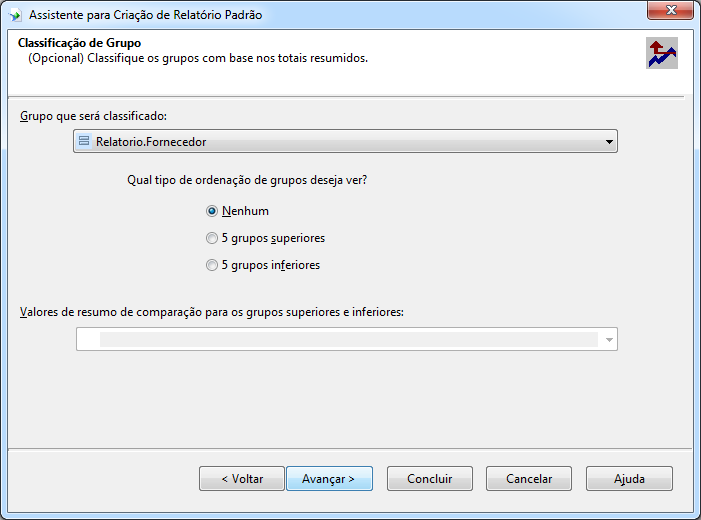 Assistente para Criação de Relatório Padrão
Classificação de Grupo
(Opcional) Classifique os grupos com base nos totais resumidos.
Grupo que será classificado:
Relatorio.Fornecedor
Qual tipo de ordenação de grupos deseja ver?
Nenhum
5 grupos superiores
5 grupos inferiores
Valores de resumo de comparação para os grupos superiores e inferiores:
< Voltar
Avançar >
Concluir
Cancelar
Ajuda